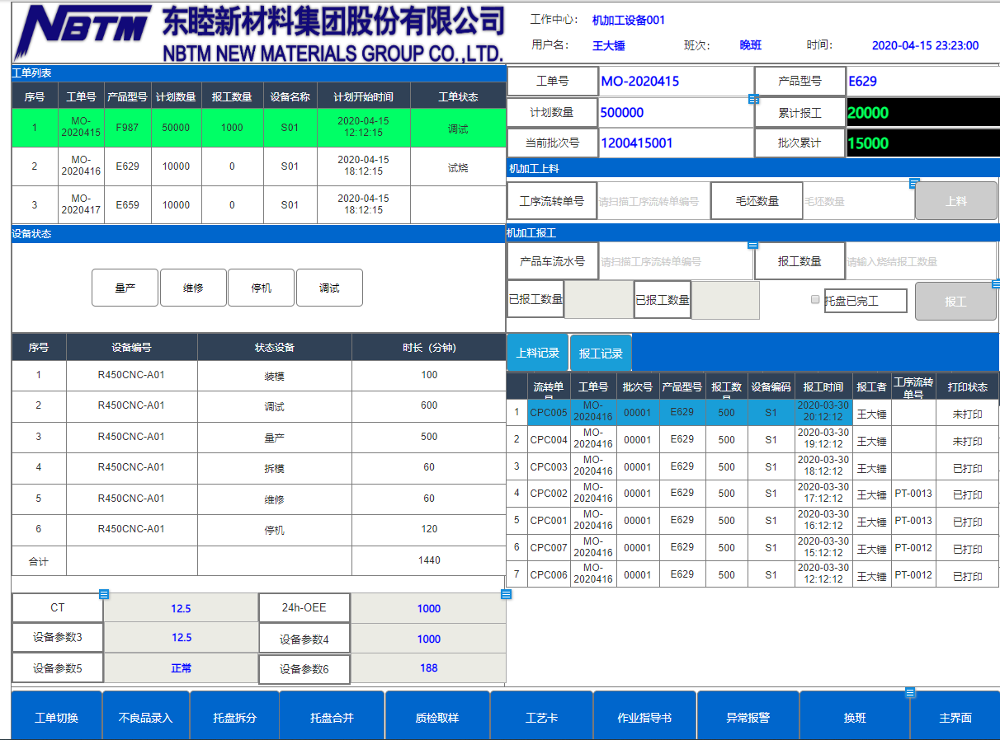 NBTM 东睦新材料集团股份有限公司
NBTM NEW MATERIALS GROUP CO.,LTD.
工作中心： 机加工设备001
用户名： 王大锤 班次： 晚班 时间： 2020-04-15 23:23:00
工单列表
序号 工单号 产品型号 计划数量 报工数量 设备名称 计划开始时间 工单状态
1 MO-2020415 F987 50000 1000 S01 2020-04-15 12:12:15 调试
2 MO-2020416 E629 10000 0 S01 2020-04-15 18:12:15 试烧
3 MO-2020417 E659 10000 0 S01 2020-04-15 18:12:15
设备状态
量产 维修 停机 调试
序号 设备编号 状态设备 时长（分钟）
1 R450CNC-A01 装模 100
2 R450CNC-A01 调试 600
3 R450CNC-A01 量产 500
4 R450CNC-A01 拆模 60
5 R450CNC-A01 维修 60
6 R450CNC-A01 停机 120
合计 1440
CT 12.5 24h-OEE 1000
设备参数3 12.5 设备参数4 1000
设备参数5 正常 设备参数6 188
工单号 MO-2020415 产品型号 E629
计划数量 500000 累计报工 20000
当前批次号 1200415001 批次累计 15000
机加工上料
工序流转单号 请扫描工序流转单编号 毛坯数量 毛坯数量 上料
机加工报工
产品车流水号 请扫描工序流转单编号 报工数量 请输入烧结报工数量
已报工数量 已报工数量 托盘已完工 报工
上料记录 报工记录
流转单号 工单号 批次号 产品型号 报工数量 设备编码 报工时间 报工者 工序流转单号 打印状态
1 CPC005 MO-2020416 00001 E629 500 S1 2020-03-30 20:12:12 王大锤 未打印
2 CPC004 MO-2020416 00001 E629 500 S1 2020-03-30 19:12:12 王大锤 未打印
3 CPC003 MO-2020416 00001 E629 500 S1 2020-03-30 18:12:12 王大锤 已打印
4 CPC002 MO-2020416 00001 E629 500 S1 2020-03-30 17:12:12 王大锤 PT-0013 已打印
5 CPC001 MO-2020416 00001 E629 500 S1 2020-03-30 16:12:12 王大锤 PT-0013 已打印
6 CPC007 MO-2020416 00001 E629 500 S1 2020-03-30 15:12:12 王大锤 PT-0012 已打印
7 CPC006 MO-2020416 00001 E629 500 S1 2020-03-30 12:12:12 王大锤 PT-0012 已打印
工单切换 不良品录入 托盘拆分 托盘合并 质检取样 工艺卡 作业指导书 异常报警 换班 主界面